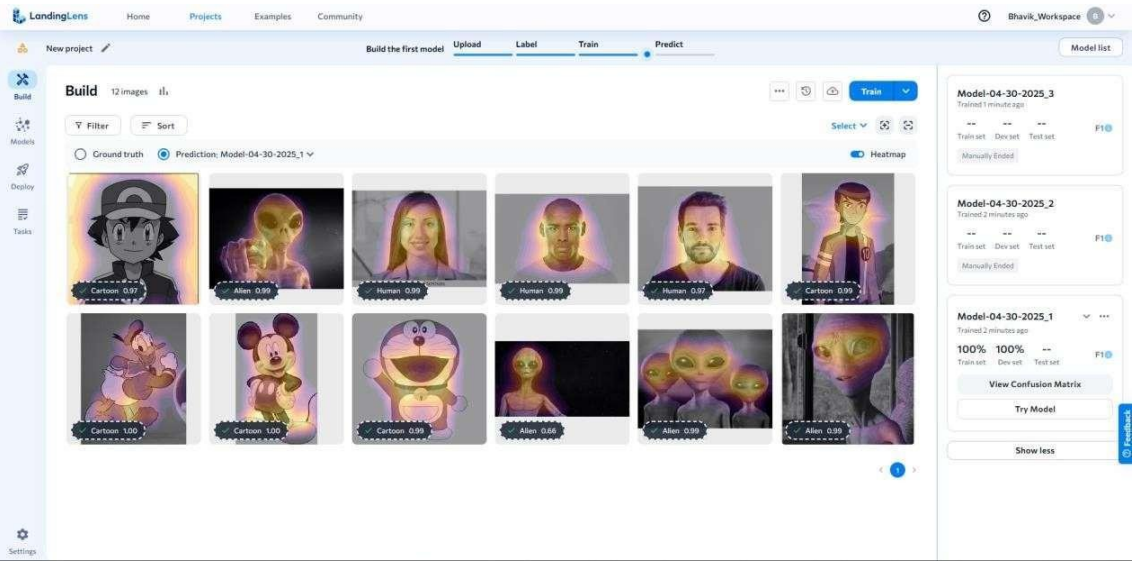 LandingLens
Home
Projects
Examples
Community
Bhavik_Workspace
New project
Build the first model
Upload
Label
Train
Predict
Model list
Build
Models
Deploy
Tasks
Settings
Build
12 images
Train
Filter
Sort
Select
Ground truth
Prediction: Model-04-30-2025_1
Heatmap
Cartoon 0.97
Alien 0.99
Human 0.99
Human 0.99
Human 0.97
Cartoon 0.99
Cartoon 1.00
Cartoon 1.00
Cartoon 0.99
Alien 0.66
Alien 0.99
Alien 0.99
1
Model-04-30-2025_3
Trained 1 minute ago
-- -- --
Train set Dev set Test set
F1
Manually Ended
Model-04-30-2025_2
Trained 2 minutes ago
-- -- --
Train set Dev set Test set
F1
Manually Ended
Model-04-30-2025_1
Trained 2 minutes ago
100% 100% --
Train set Dev set Test set
F1
View Confusion Matrix
Try Model
Show less
Feedback